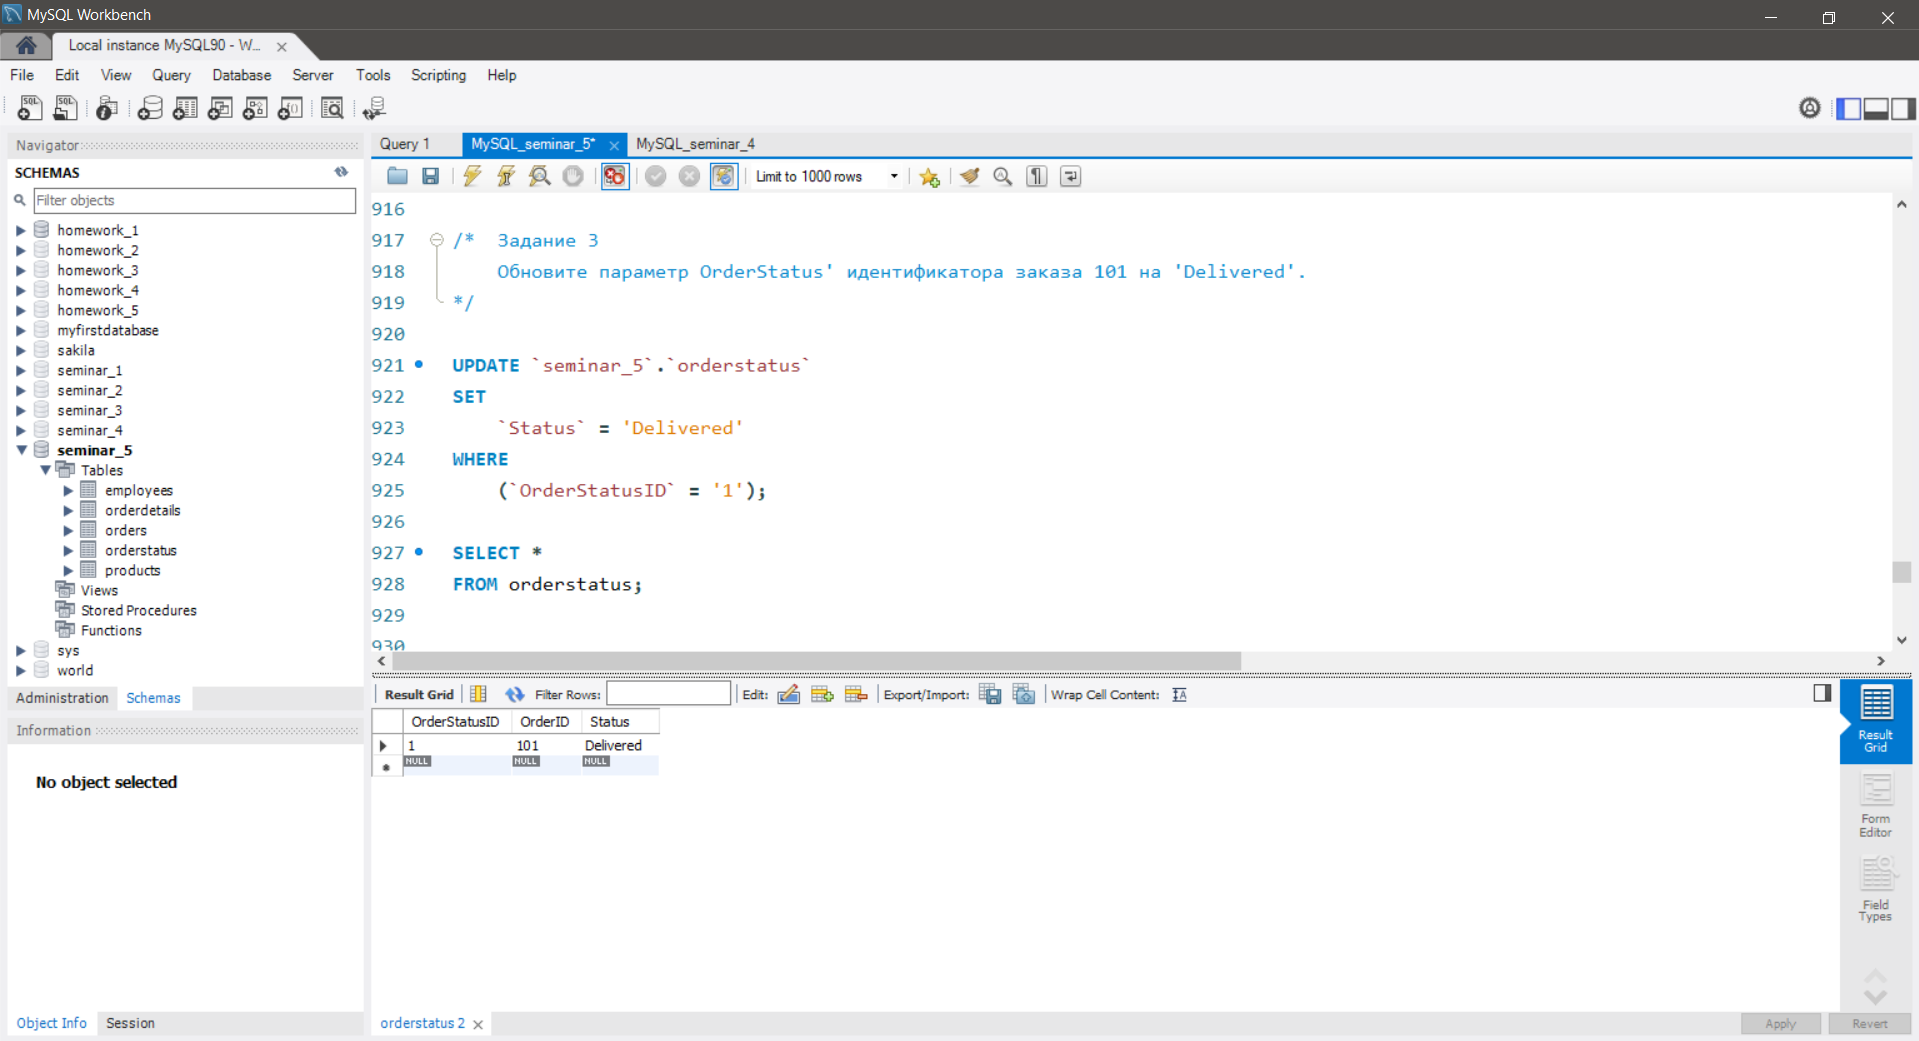 MySQL Workbench
Local instance MySQL90 - W...
File Edit View Query Database Server Tools Scripting Help
Navigator
SCHEMAS
Filter objects
homework_1
homework_2
homework_3
homework_4
homework_5
myfirstdatabase
sakila
seminar_1
seminar_2
seminar_3
seminar_4
seminar_5
Tables
employees
orderdetails
orders
orderstatus
products
Views
Stored Procedures
Functions
sys
world
Administration Schemas
Information
No object selected
Object Info Session
Query 1 MySQL_seminar_5* MySQL_seminar_4
Limit to 1000 rows
916
917 /* Задание 3
918 Обновите параметр OrderStatus' идентификатора заказа 101 на 'Delivered'.
919 */
920
921 UPDATE `seminar_5`.`orderstatus`
922 SET
923 `Status` = 'Delivered'
924 WHERE
925 (`OrderStatusID` = '1');
926
927 SELECT *
928 FROM orderstatus;
929
930
Result Grid Filter Rows: Edit: Export/Import: Wrap Cell Content:
OrderStatusID OrderID Status
1 101 Delivered
NULL NULL NULL
Result Grid
Form Editor
Field Types
orderstatus 2
Apply Revert